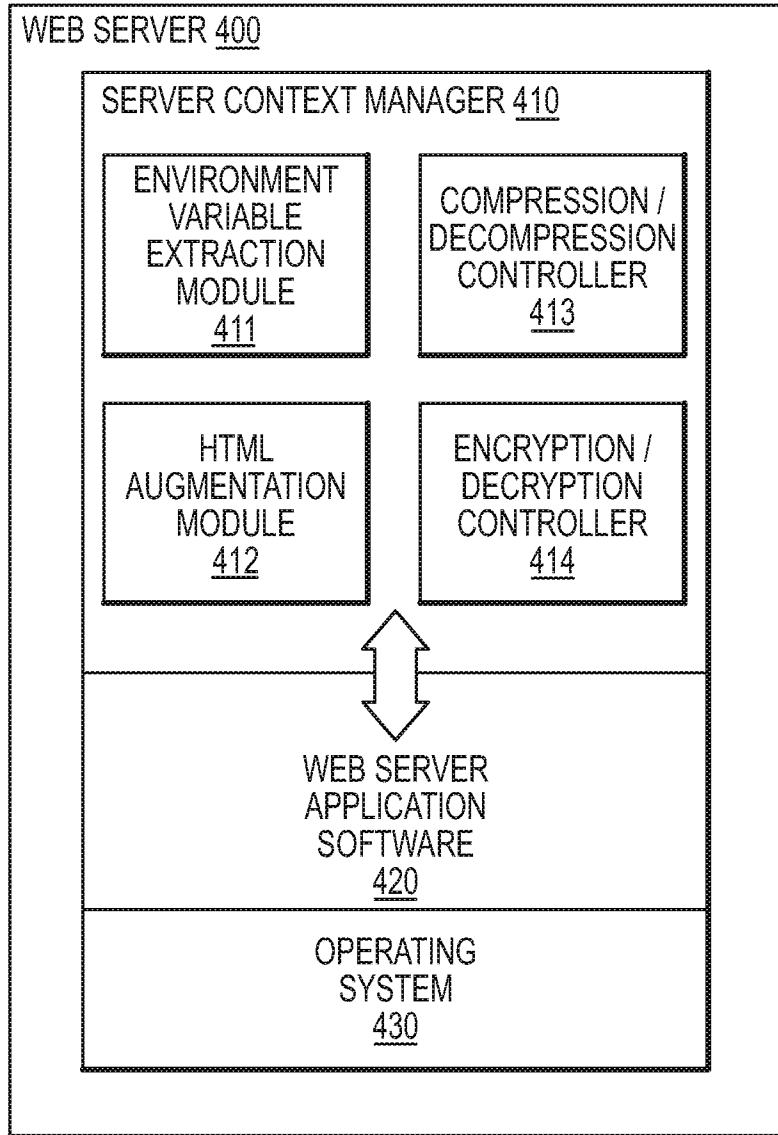 WEB SERVER 400
SERVER CONTEXT MANAGER 410
ENVIRONMENT
VARIABLE
EXTRACTION
MODULE
411
COMPRESSION /
DECOMPRESSION
CONTROLLER
413
HTML
AUGMENTATION
MODULE
412
ENCRYPTION /
DECRYPTION
CONTROLLER
414
WEB SERVER
APPLICATION
SOFTWARE
420
OPERATING
SYSTEM
430